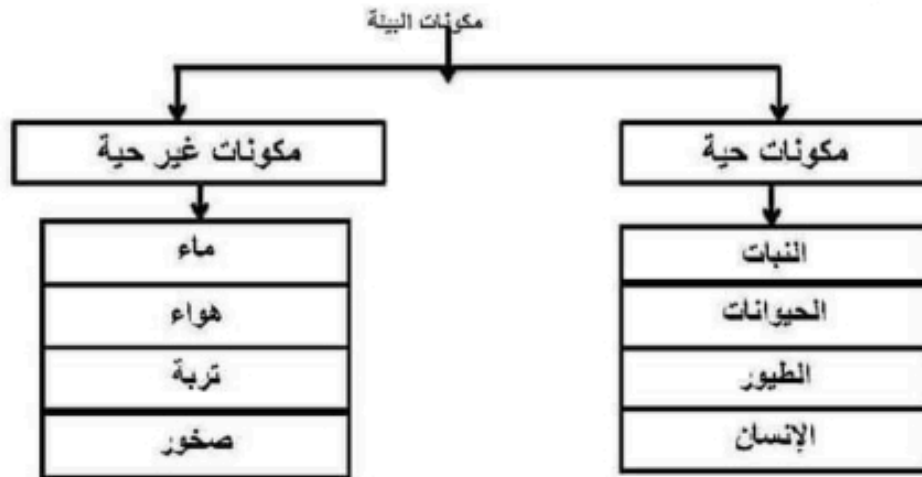 مكونات البيئة
مكونات حية
مكونات غير حية
النبات
الحيوانات
الطيور
الإنسان
ماء
هواء
تربة
صخور